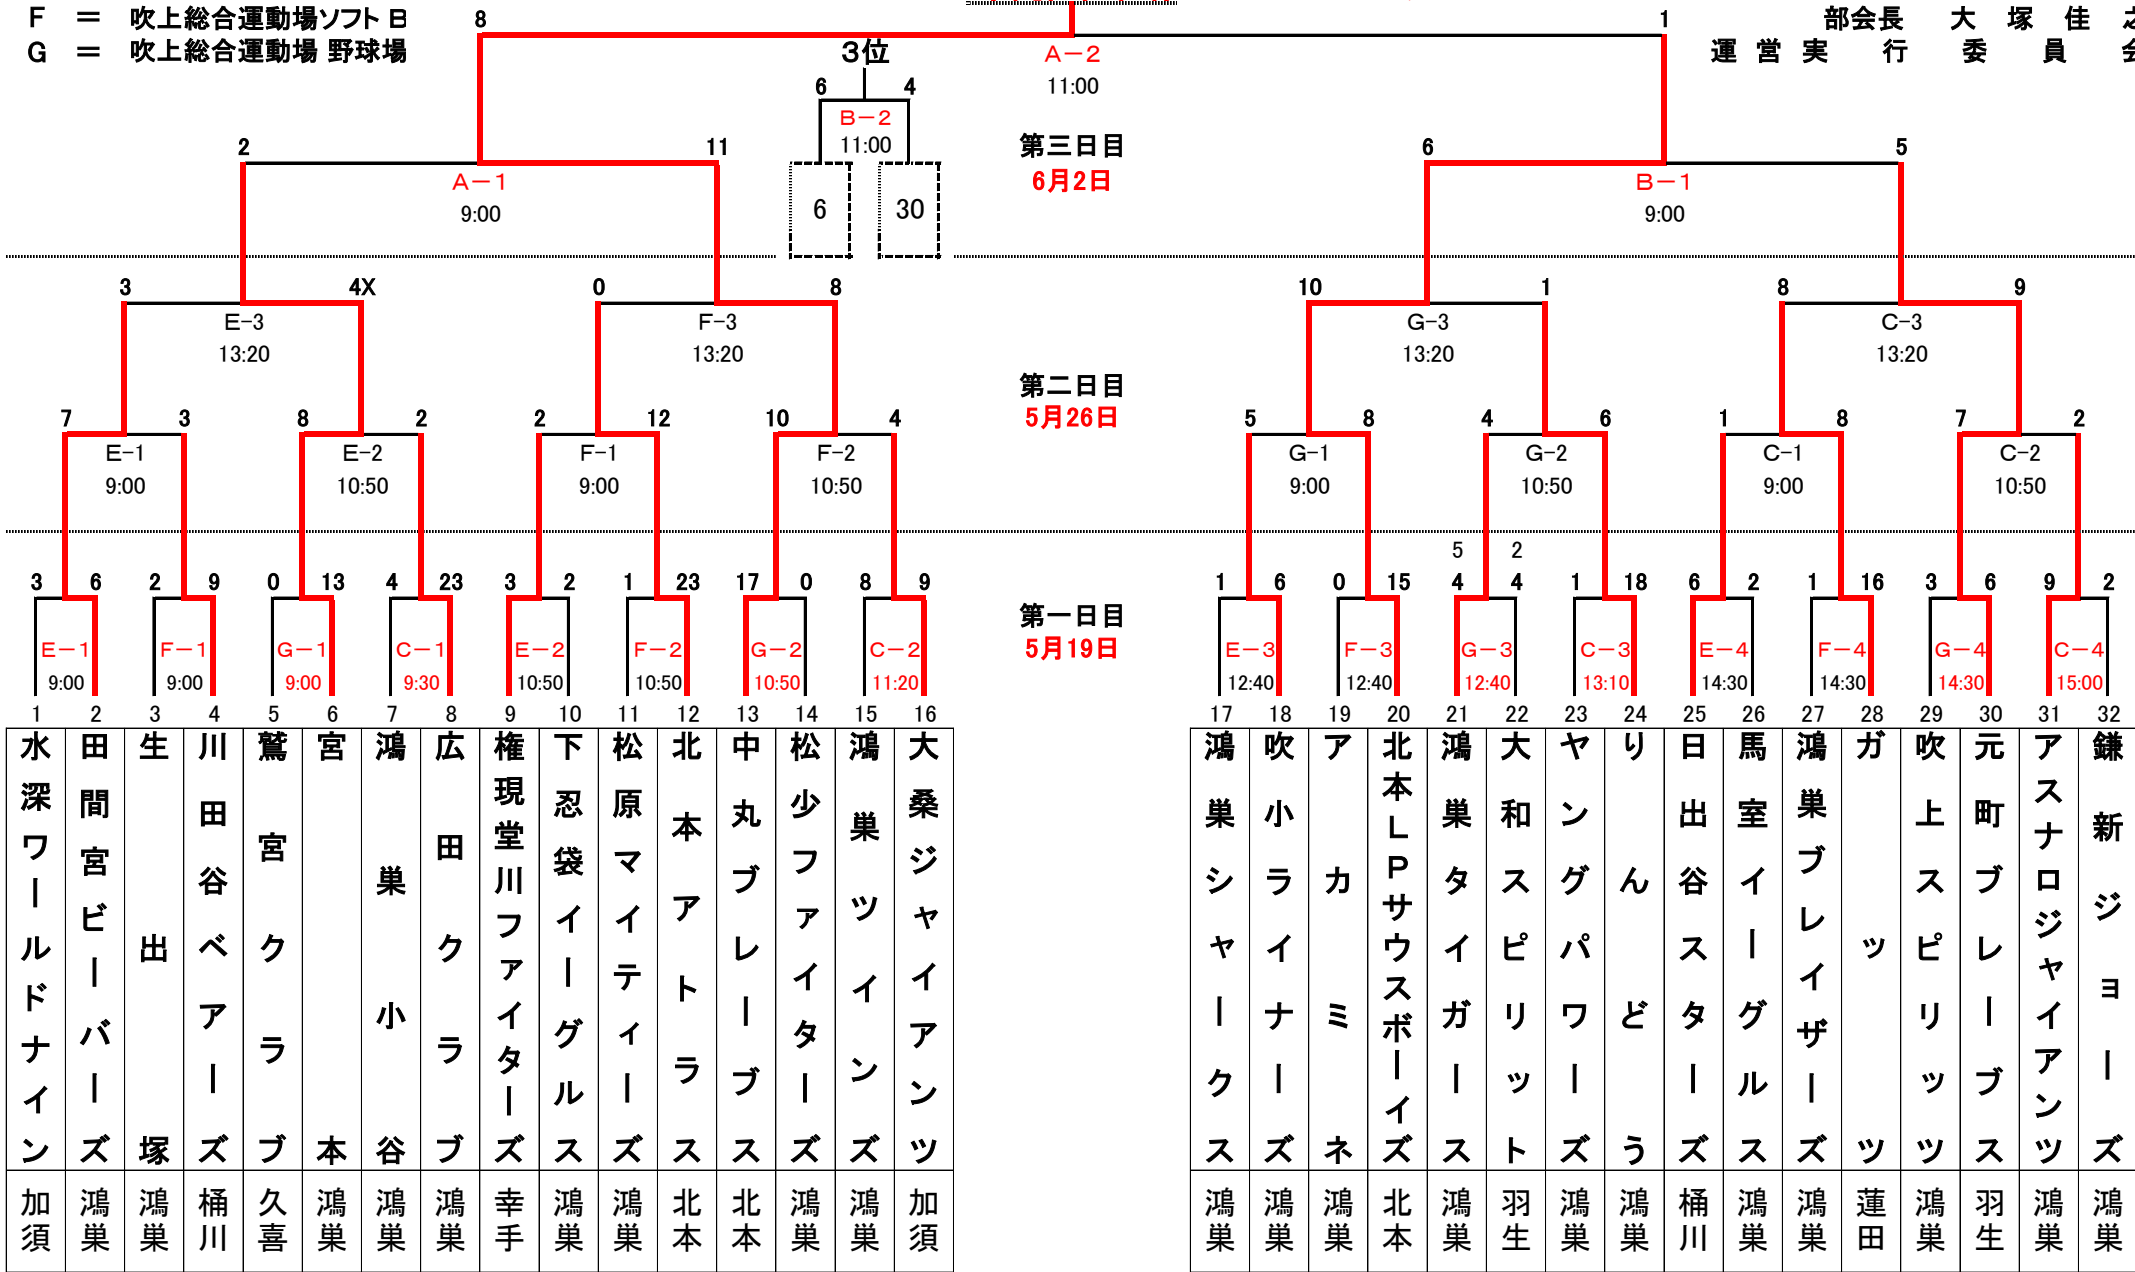 F ＝ 吹上総合運動場ソフト B
G ＝ 吹上総合運動場 野球場
部会長 大 塚 佳
運 営 実 行 委 員
8 1
3位
A－2
11:00
6 4
B－2
11:00
6 30
第三日目
6月2日
2 11
A－1
9:00
6 5
B－1
9:00
3 4X 0 8 10 1 8 9
E-3 F-3 G-3 C-3
13:20 13:20 13:20 13:20
第二日目
5月26日
7 3 8 2 2 12 10 4 5 8 4 6 1 8 7 2
E-1 E-2 F-1 F-2 G-1 G-2 C-1 C-2
9:00 10:50 9:00 10:50 9:00 10:50 9:00 10:50
5 2
3 6 2 9 0 13 4 23 3 2 1 23 17 0 8 9 1 6 0 15 4 4 1 18 6 2 1 16 3 6 9 2
第一日目
5月19日
E－1 F－1 G－1 C－1 E－2 F－2 G－2 C－2 E－3 F－3 G－3 C－3 E－4 F－4 G－4 C－4
9:00 9:00 9:00 9:30 10:50 10:50 10:50 11:20 12:40 12:40 12:40 13:10 14:30 14:30 14:30 15:00
1 2 3 4 5 6 7 8 9 10 11 12 13 14 15 16 17 18 19 20 21 22 23 24 25 26 27 28 29 30 31 32
水深ワールドナイン
田間宮ビーバーズ
生出塚
川田谷ベアーズ
鷲宮クラブ
宮本
鴻巣小谷
広田クラブ
権現堂川ファイターズ
下忍袋イーグルス
松原マイティーズ
北本アトラス
中丸ブレーブス
松少ファイターズ
鴻巣ツインズ
大桑ジャイアンツ
鴻巣シャークス
吹小ライナーズ
アカミネ
北本LPサウスボーイズ
鴻巣タイガース
大和スピリット
ヤングパワーズ
りんどう
日出谷スターズ
馬室イーグルス
鴻巣ブレイザーズ
ガッツ
吹上スピリッツ
元町ブレーブス
アスナロジャイアンツ
鎌新ジョーズ
加須 鴻巣 鴻巣 桶川 久喜 鴻巣 鴻巣 鴻巣 幸手 鴻巣 鴻巣 北本 北本 鴻巣 鴻巣 加須 鴻巣 鴻巣 鴻巣 北本 鴻巣 羽生 鴻巣 鴻巣 桶川 鴻巣 鴻巣 蓮田 鴻巣 羽生 鴻巣 鴻巣